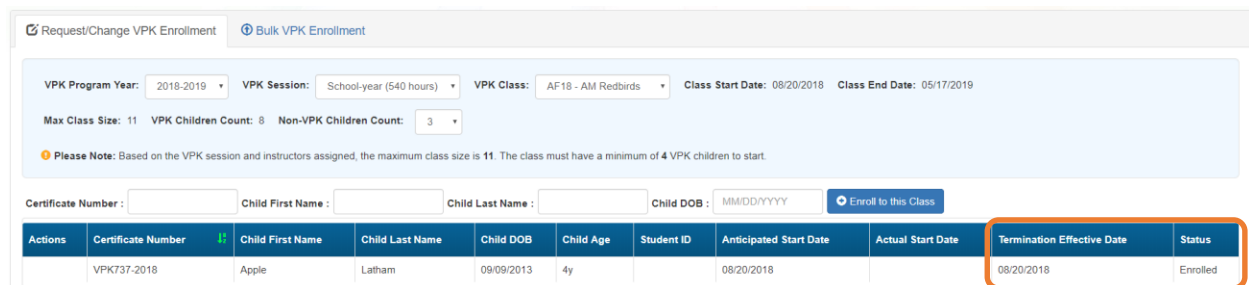 Request/Change VPK Enrollment Bulk VPK Enrollment
VPK Program Year: 2018-2019 VPK Session: School-year (540 hours) VPK Class: AF18 - AM Redbirds Class Start Date: 08/20/2018 Class End Date: 05/17/2019
Max Class Size: 11 VPK Children Count: 8 Non-VPK Children Count: 3
Please Note: Based on the VPK session and instructors assigned, the maximum class size is 11. The class must have a minimum of 4 VPK children to start.
Certificate Number : Child First Name : Child Last Name : Child DOB : MM/DD/YYYY Enroll to this Class
Actions Certificate Number Child First Name Child Last Name Child DOB Child Age Student ID Anticipated Start Date Actual Start Date Termination Effective Date Status
VPK737-2018 Apple Latham 09/09/2013 4y 08/20/2018 08/20/2018 Enrolled